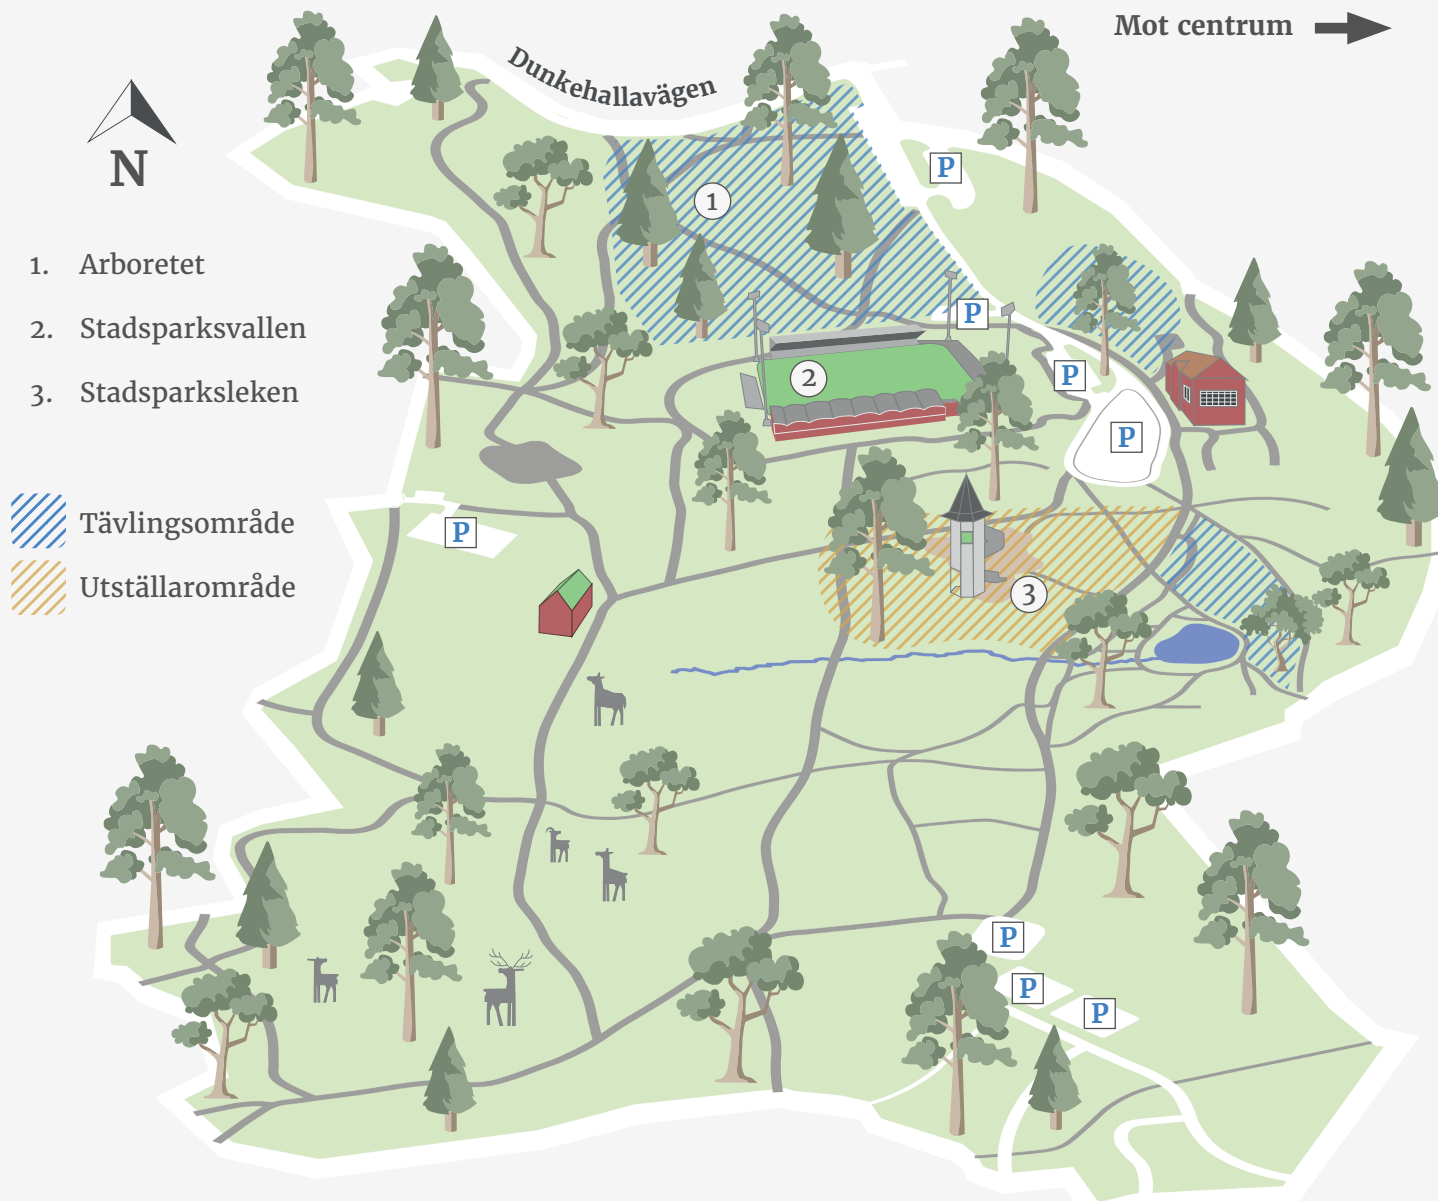 Mot centrum
Dunkehallavägen
N
1. Arboretet
2. Stadsparksvallen
3. Stadsparksleken
Tävlingsområde
Utställarområde
P
1
P
P
2
P
P
3
P
P
P
P